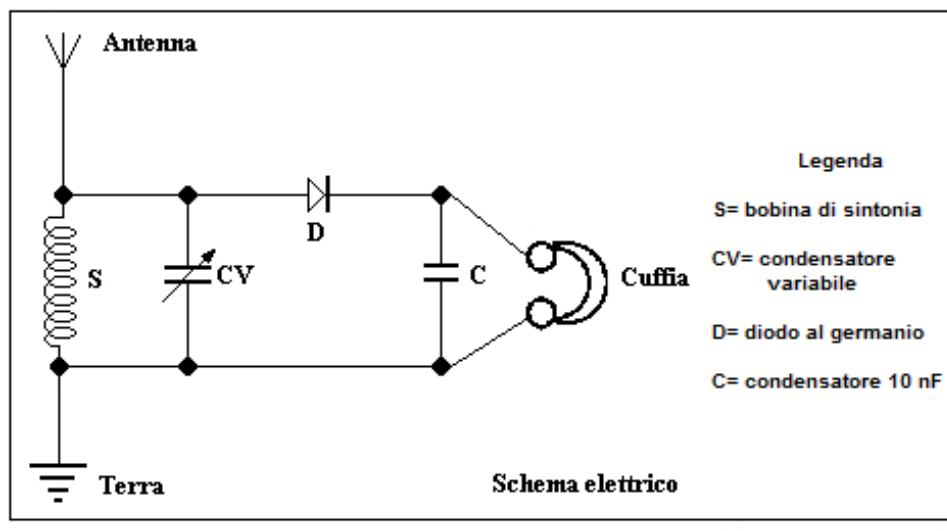 Antenna
Legenda
S= bobina di sintonia
D
S
CV
C
Cuffia
CV= condensatore
variabile
D= diodo al germanio
C= condensatore 10 nF
Terra
Schema elettrico